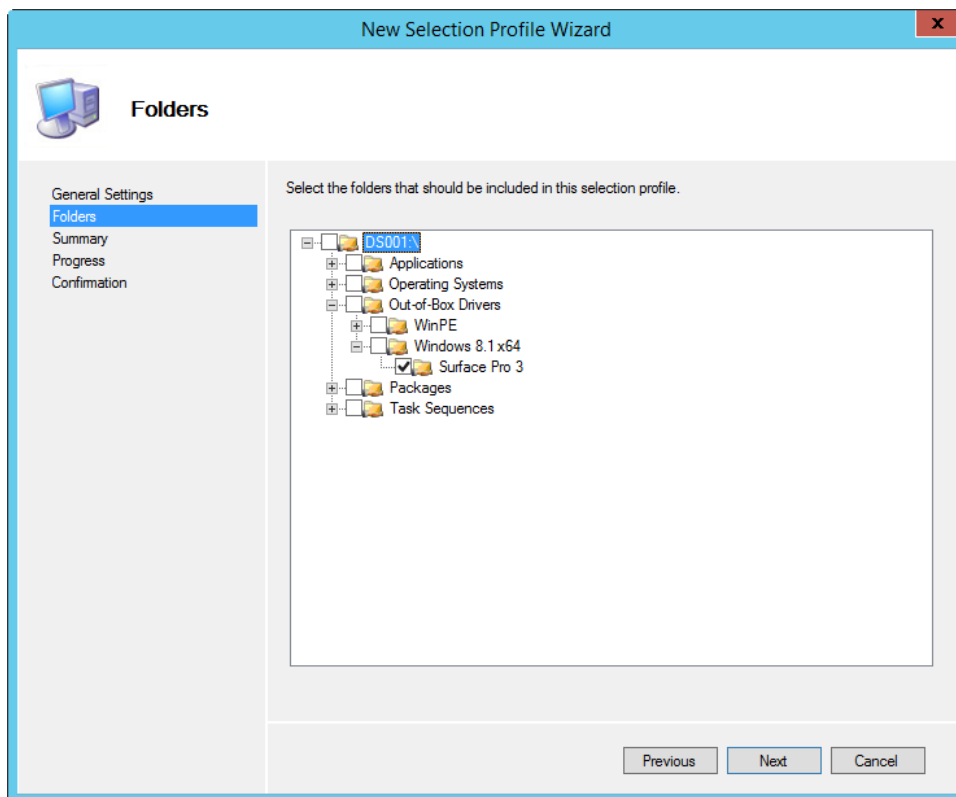 New Selection Profile Wizard
x
Folders
General Settings
Folders
Summary
Progress
Confirmation
Select the folders that should be included in this selection profile.
DS001:\
Applications
Operating Systems
Out-of-Box Drivers
WinPE
Windows 8.1 x64
Surface Pro 3
Packages
Task Sequences
Previous
Next
Cancel